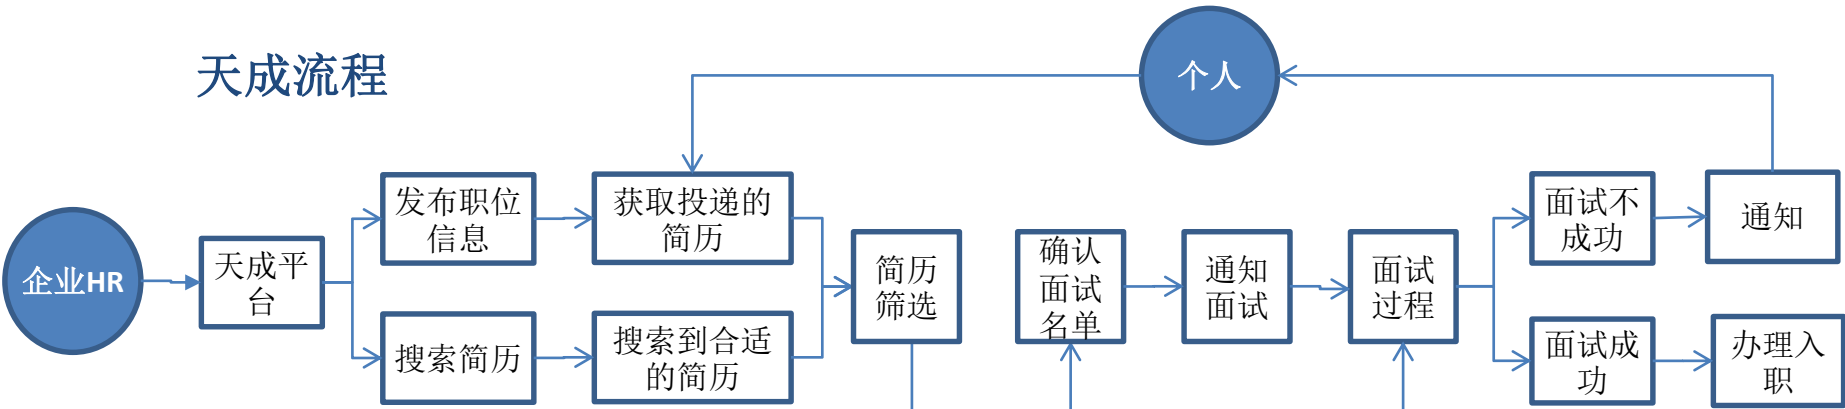 天成流程
个人
企业HR
天成平
台
发布职位
信息
获取投递的
简历
搜索简历
搜索到合适
的简历
简历
筛选
确认
面试
名单
通知
面试
面试
过程
面试不
成功
通知
面试成
功
办理入
职